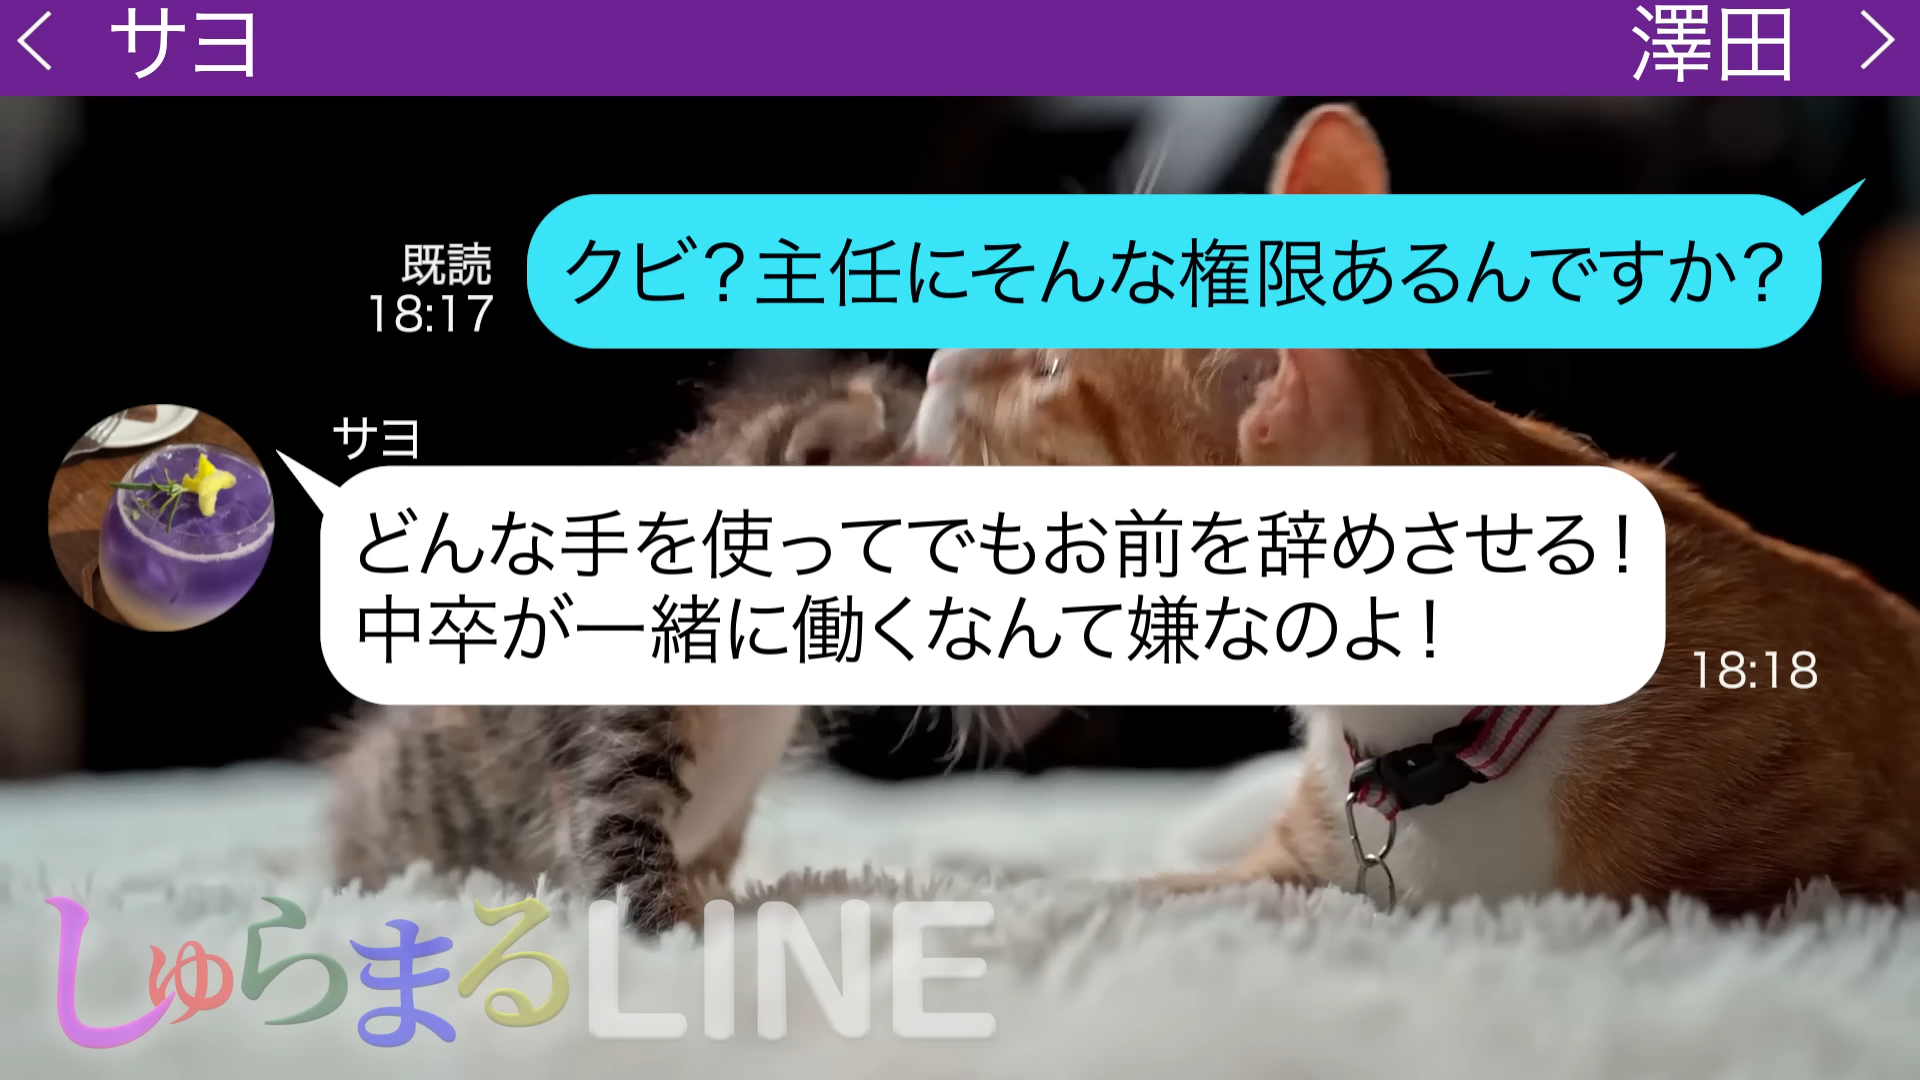 サヨ
澤田
クビ？主任にそんな権限あるんですか？
既読
18:17
サヨ
どんな手を使ってでもお前を辞めさせる！
中卒が一緒に働くなんて嫌なのよ！
18:18
しゅらまるLINE